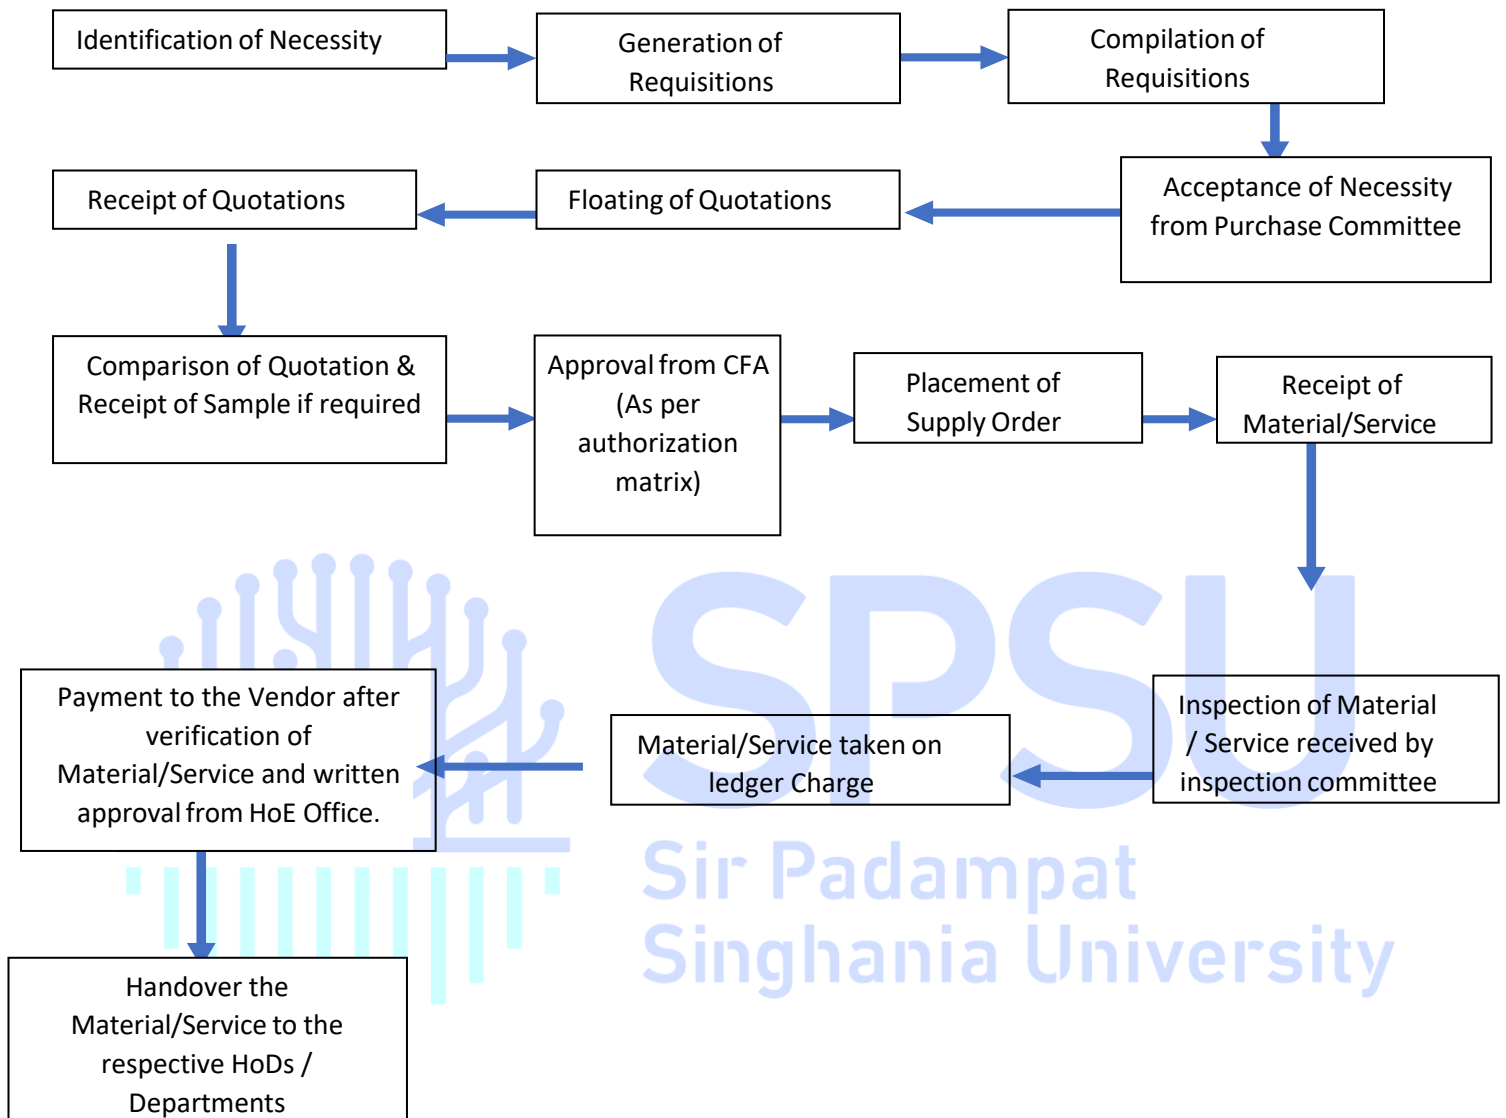 Identification of Necessity
Generation of
Requisitions
Compilation of
Requisitions
Acceptance of Necessity
from Purchase Committee
Floating of Quotations
Receipt of Quotations
Comparison of Quotation &
Receipt of Sample if required
Approval from CFA
(As per
authorization
matrix)
Placement of
Supply Order
Receipt of
Material/Service
Inspection of Material
/ Service received by
inspection committee
Material/Service taken on
ledger Charge
Payment to the Vendor after
verification of
Material/Service and written
approval from HoE Office.
Handover the
Material/Service to the
respective HoDs /
Departments
SPSU
Sir Padampat
Singhania University